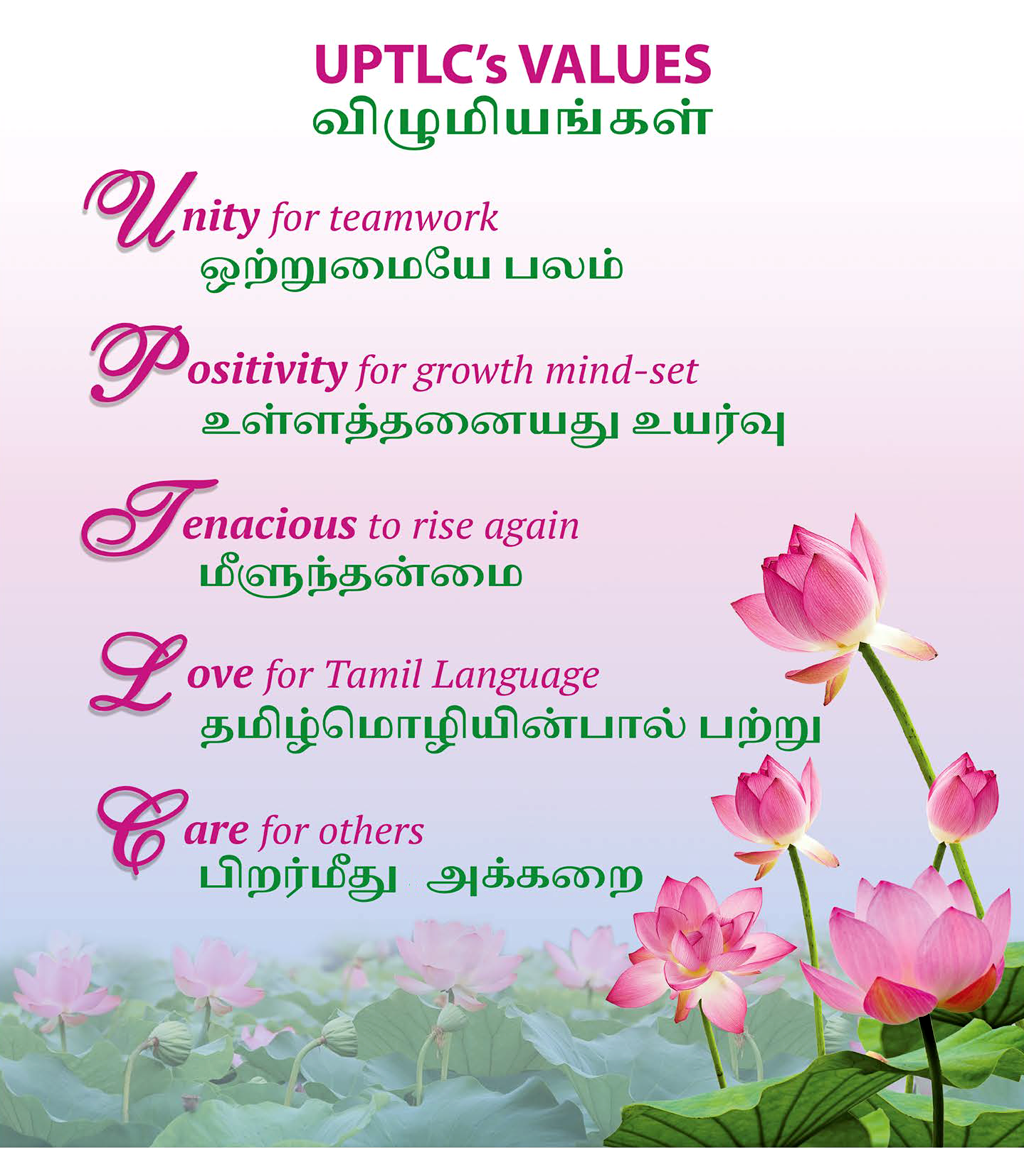 UPTLC's VALUES
விழுமியங்கள்
Unity for teamwork
ஒற்றுமையே பலம்
Positivity for growth mind-set
உள்ளத்தனையது உயர்வு
Tenacious to rise again
மீளுந்தன்மை
Love for Tamil Language
தமிழ்மொழியின்பால் பற்று
Care for others
பிறர்மீது அக்கறை